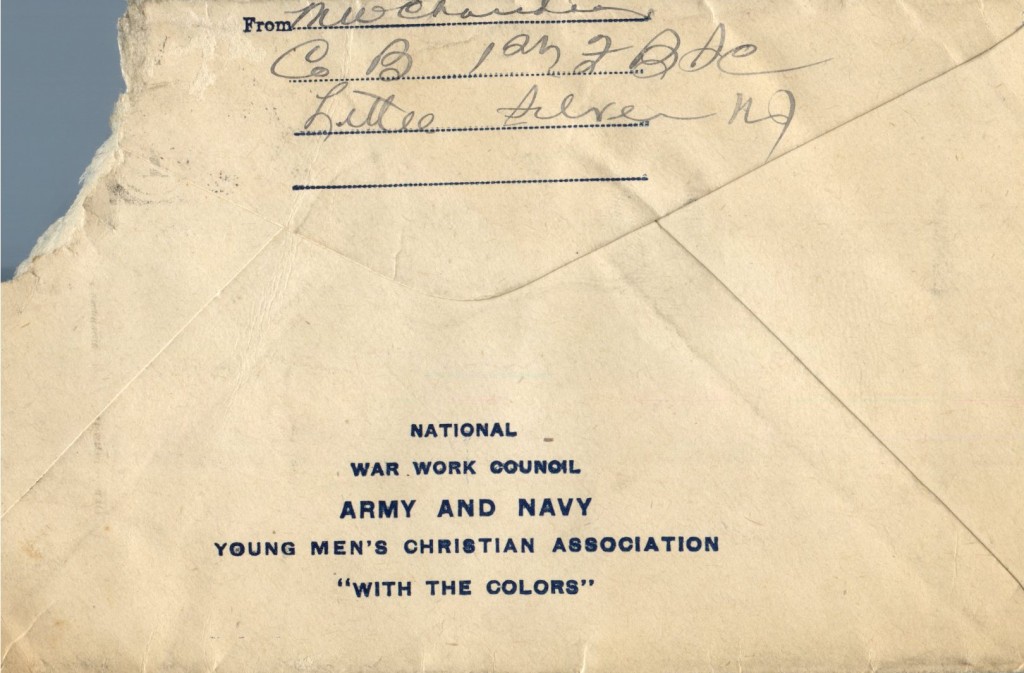 From MW Chandler
Co B 1st 2 B S C
Little Silver NJ
NATIONAL
WAR WORK COUNCIL
ARMY AND NAVY
YOUNG MEN'S CHRISTIAN ASSOCIATION
“WITH THE COLORS”